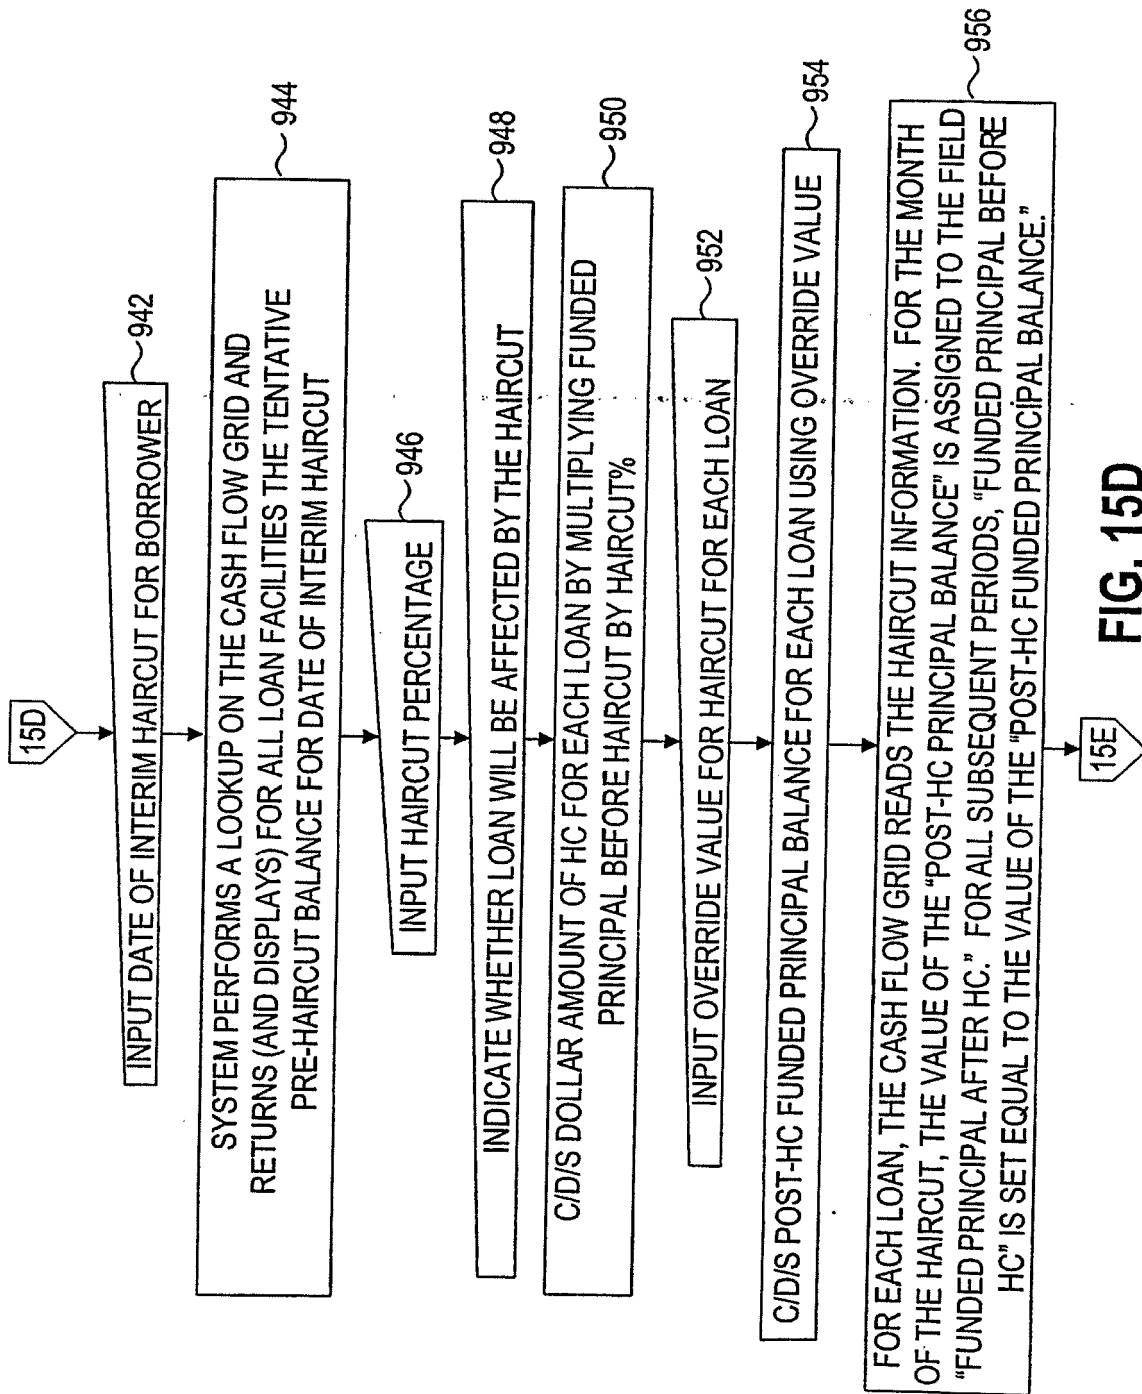 15D
INPUT DATE OF INTERIM HAIRCUT FOR BORROWER
942
SYSTEM PERFORMS A LOOKUP ON THE CASH FLOW GRID AND
RETURNS (AND DISPLAYS) FOR ALL LOAN FACILITIES THE TENTATIVE
PRE-HAIRCUT BALANCE FOR DATE OF INTERIM HAIRCUT
944
INPUT HAIRCUT PERCENTAGE
946
INDICATE WHETHER LOAN WILL BE AFFECTED BY THE HAIRCUT
948
C/D/S DOLLAR AMOUNT OF HC FOR EACH LOAN BY MULTIPLYING FUNDED
PRINCIPAL BEFORE HAIRCUT BY HAIRCUT%
950
INPUT OVERRIDE VALUE FOR HAIRCUT FOR EACH LOAN
952
C/D/S POST-HC FUNDED PRINCIPAL BALANCE FOR EACH LOAN USING OVERRIDE VALUE
954
FOR EACH LOAN, THE CASH FLOW GRID READS THE HAIRCUT INFORMATION. FOR THE MONTH
OF THE HAIRCUT, THE VALUE OF THE “POST-HC PRINCIPAL BALANCE” IS ASSIGNED TO THE FIELD
“FUNDED PRINCIPAL AFTER HC.” FOR ALL SUBSEQUENT PERIODS, “FUNDED PRINCIPAL BEFORE
HC” IS SET EQUAL TO THE VALUE OF THE “POST-HC FUNDED PRINCIPAL BALANCE.”
956
15E
FIG. 15D